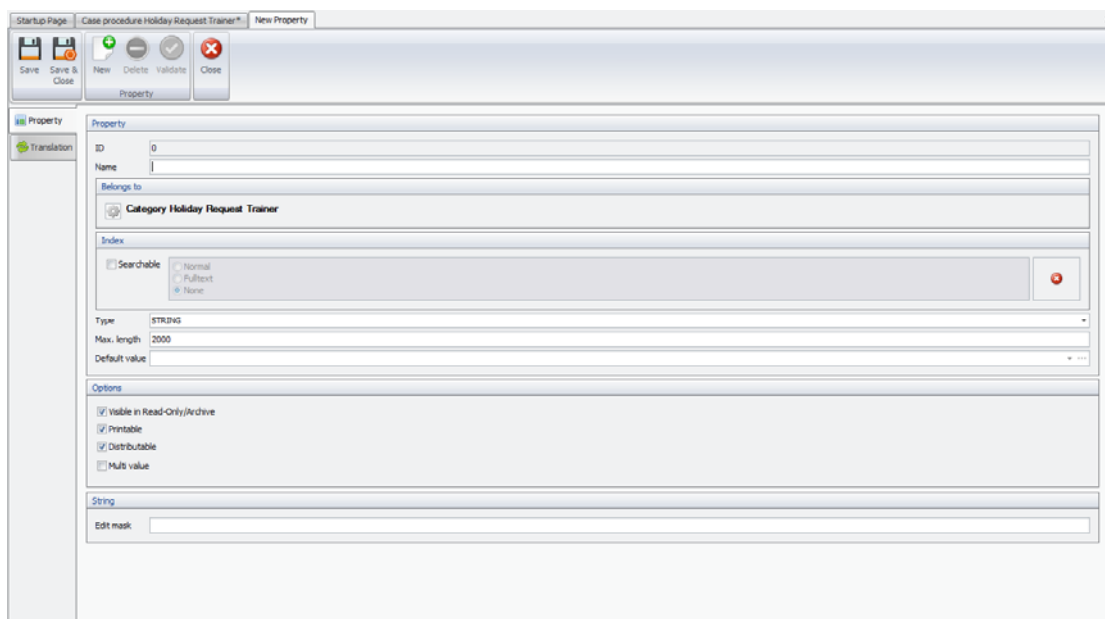 Startup Page Case procedure Holiday Request Trainer* New Property
Save Save & Close New Delete Validate Close
Property
Property
Translation
Property
ID 0
Name
Belongs to
Category Holiday Request Trainer
Index
Searchable
Normal
Fulltext
None
Type STRING
Max. length 2000
Default value
Options
Visible in Read-Only/Archive
Printable
Distributable
Multi value
String
Edit mask